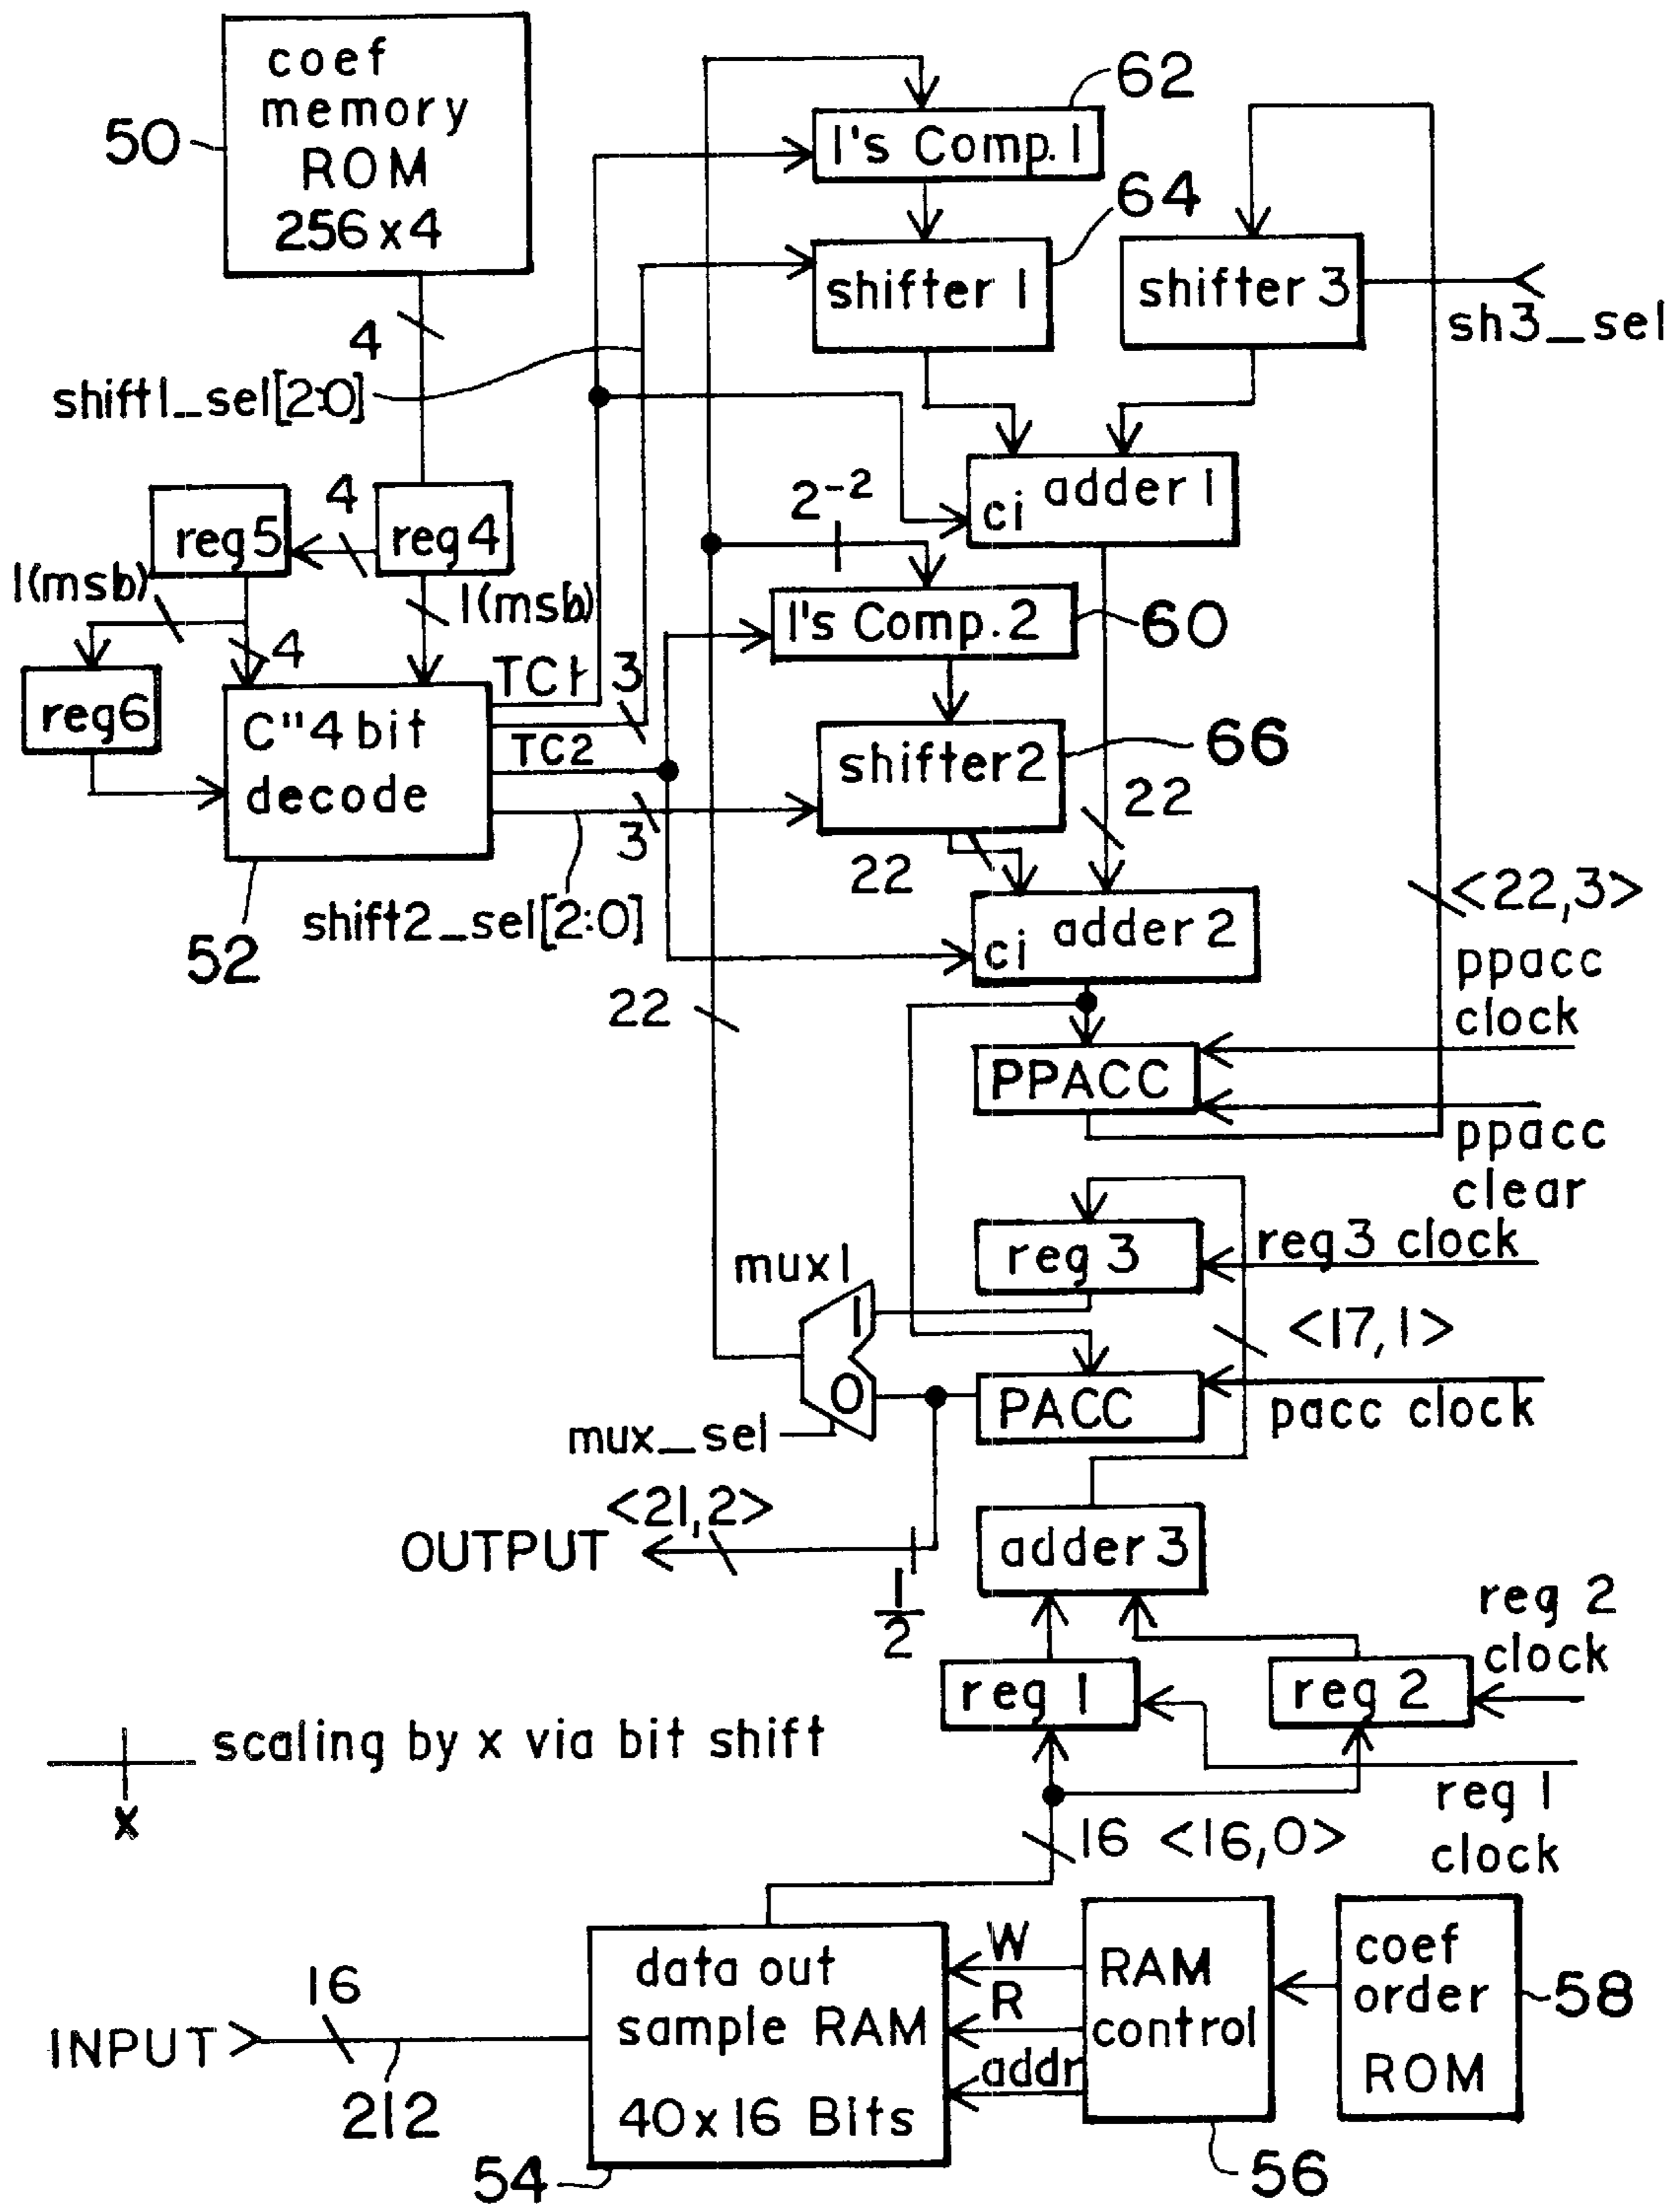 coef
memory
ROM
256x4
50
62
1's Comp. 1
64
shifter 1
shifter 3
sh3_sel
4
shift1_sel[2:0]
adder 1
ci
2-2
reg5
4
reg4
1(msb)
1(msb)
1's Comp. 2
60
4
reg6
TC1
3
C"4 bit
decode
TC2
shifter2
66
22
3
22
shift2_sel[2:0]
52
adder 2
ci
<22,3>
ppacc
clock
22
PPACC
ppacc
clear
reg 3
reg3 clock
mux1
1
<17,1>
0
PACC
pacc clock
mux_sel
<21,2>
OUTPUT
adder 3
1
2
reg 2
clock
reg 1
reg 2
scaling by x via bit shift
x
reg 1
clock
16 <16,0>
data out
sample RAM
40x16 Bits
W
R
addr
RAM
control
coef
order
ROM
58
16
INPUT
212
54
56